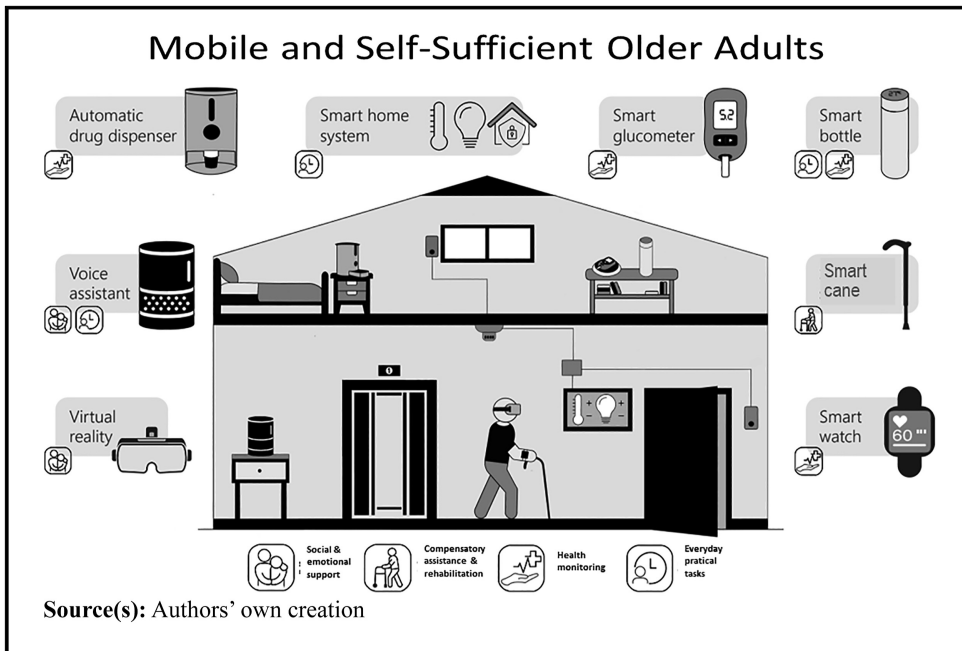 Mobile and Self-Sufficient Older Adults
Automatic
drug dispenser
Smart home
system
Smart
glucometer
5.2
Smart
bottle
Voice
assistant
Smart
cane
Virtual
reality
Smart
watch
60
Social &
emotional
support
Compensatory
assistance &
rehabilitation
Health
monitoring
Everyday
pratical
tasks
Source(s): Authors' own creation